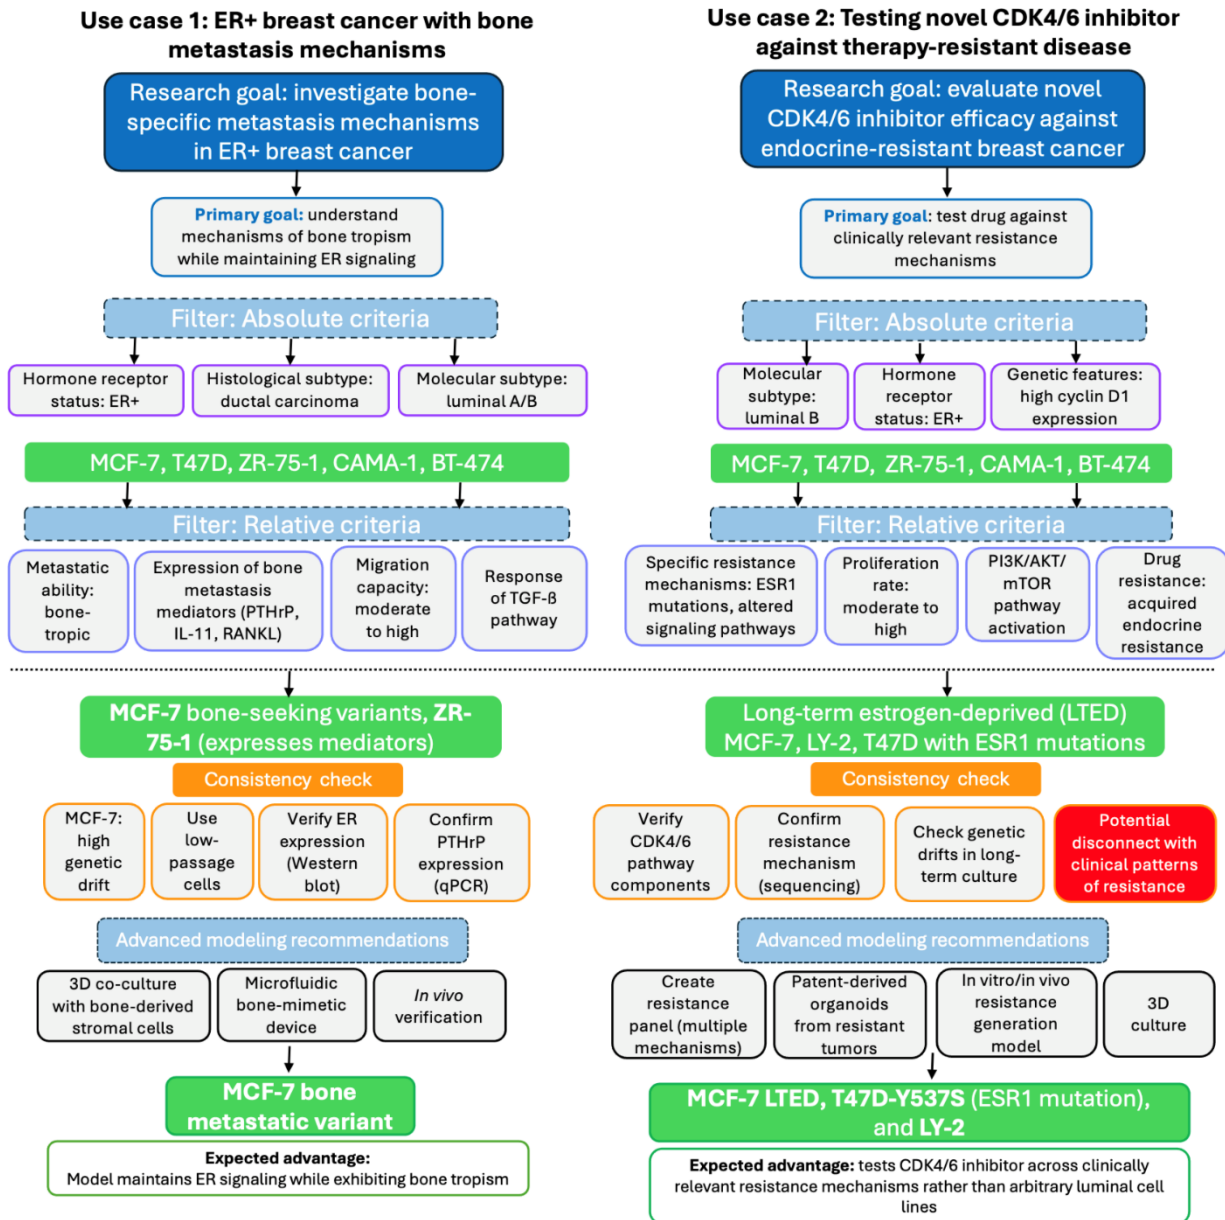 Use case 1: ER+ breast cancer with bone
metastasis mechanisms
Research goal: investigate bone-
specific metastasis mechanisms
in ER+ breast cancer
Primary goal: understand
mechanisms of bone tropism
while maintaining ER signaling
Filter: Absolute criteria
Hormone receptor
status: ER+
Histological subtype:
ductal carcinoma
Molecular subtype:
luminal A/B
MCF-7, T47D, ZR-75-1, CAMA-1, BT-474
Filter: Relative criteria
Metastatic
ability: bone-
tropic
Expression of bone
metastasis
mediators (PTHrP,
IL-11, RANKL)
Migration
capacity:
moderate
to high
Response
of TGF-ß
pathway
MCF-7 bone-seeking variants, ZR-
75-1 (expresses mediators)
Consistency check
MCF-7:
high
genetic
drift
Use
low-
passage
cells
Verify ER
expression
(Western
blot)
Confirm
PTHrP
expression
(qPCR)
Advanced modeling recommendations
3D co-culture
with bone-derived
stromal cells
Microfluidic
bone-mimetic
device
In vivo
verification
MCF-7 bone
metastatic variant
Expected advantage:
Model maintains ER signaling while exhibiting bone tropism
Use case 2: Testing novel CDK4/6 inhibitor
against therapy-resistant disease
Research goal: evaluate novel
CDK4/6 inhibitor efficacy against
endocrine-resistant breast cancer
Primary goal: test drug against
clinically relevant resistance
mechanisms
Filter: Absolute criteria
Molecular
subtype:
luminal B
Hormone
receptor
status: ER+
Genetic features:
high cyclin D1
expression
MCF-7, T47D, ZR-75-1, CAMA-1, BT-474
Filter: Relative criteria
Specific resistance
mechanisms: ESR1
mutations, altered
signaling pathways
Proliferation
rate:
moderate to
high
PI3K/AKT/
mTOR
pathway
activation
Drug
resistance:
acquired
endocrine
resistance
Long-term estrogen-deprived (LTED)
MCF-7, LY-2, T47D with ESR1 mutations
Consistency check
Verify
CDK4/6
pathway
components
Confirm
resistance
mechanism
(sequencing)
Check genetic
drifts in long-
term culture
Potential
disconnect with
clinical patterns
of resistance
Advanced modeling recommendations
Create
resistance
panel (multiple
mechanisms)
Patent-derived
organoids
from resistant
tumors
In vitro/in vivo
resistance
generation
model
3D
culture
MCF-7 LTED, T47D-Y537S (ESR1 mutation),
and LY-2
Expected advantage: tests CDK4/6 inhibitor across clinically
relevant resistance mechanisms rather than arbitrary luminal cell
lines